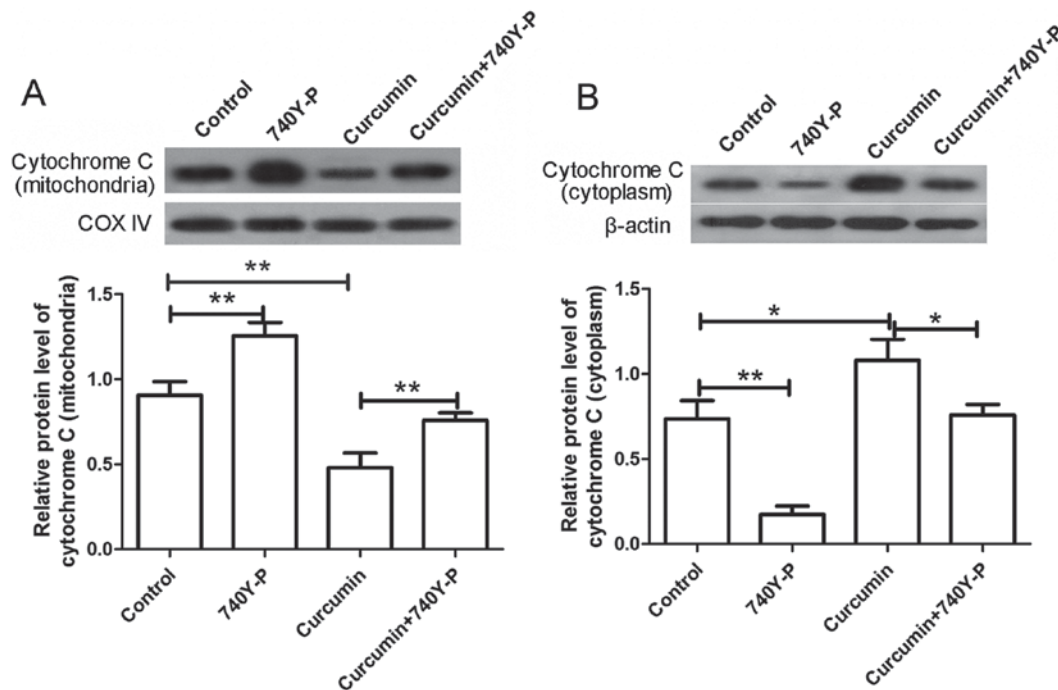 A
Control
740Y-P
Curcumin
Curcumin+740Y-P
Cytochrome C
(mitochondria)
COX IV
Relative protein level of
cytochrome C (mitochondria)
1.5
1.0
0.5
0.0
**
**
**
Control
740Y-P
Curcumin
Curcumin+740Y-P
B
Control
740Y-P
Curcumin
Curcumin+740Y-P
Cytochrome C
(cytoplasm)
β-actin
Relative protein level of
cytochrome C (cytoplasm)
1.5
1.0
0.5
0.0
*
*
**
Control
740Y-P
Curcumin
Curcumin+740Y-P